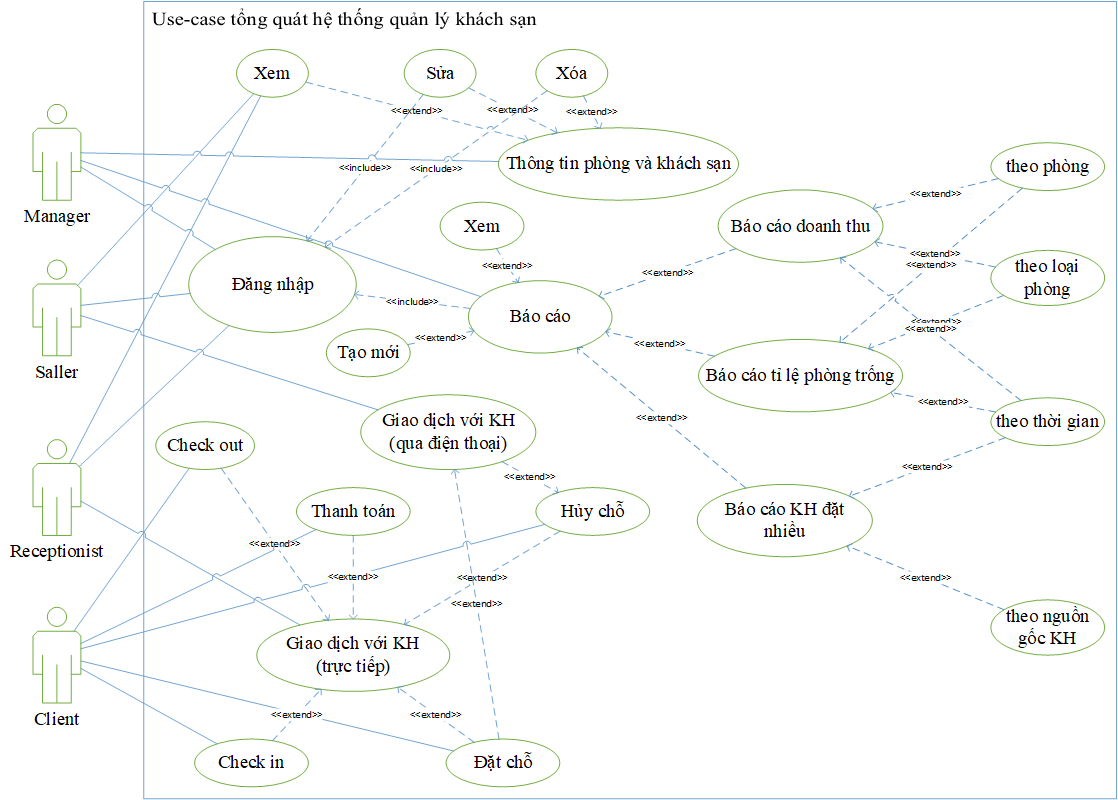 Use-case tổng quát hệ thống quản lý khách sạn
Xem
Sửa
Xóa
<<extend>>
<<extend>>
<<extend>>
Thông tin phòng và khách sạn
<<include>>
<<include>>
Manager
theo phòng
<<extend>>
Xem
Báo cáo doanh thu
<<extend>>
<<extend>>
<<extend>>
<<extend>>
theo loại
phòng
Đăng nhập
<<include>>
Báo cáo
<<extend>>
<<extend>>
<<extend>>
<<extend>>
Tạo mới
Saller
Báo cáo tỉ lệ phòng trống
<<extend>>
<<extend>>
theo thời gian
Giao dịch với KH
(qua điện thoại)
Check out
<<extend>>
<<extend>>
Thanh toán
Hủy chỗ
Báo cáo KH đặt
nhiều
Receptionist
<<extend>>
<<extend>>
<<extend>>
<<extend>>
<<extend>>
theo nguồn
gốc KH
Giao dịch với KH
(trực tiếp)
Client
<<extend>>
<<extend>>
Check in
Đặt chỗ